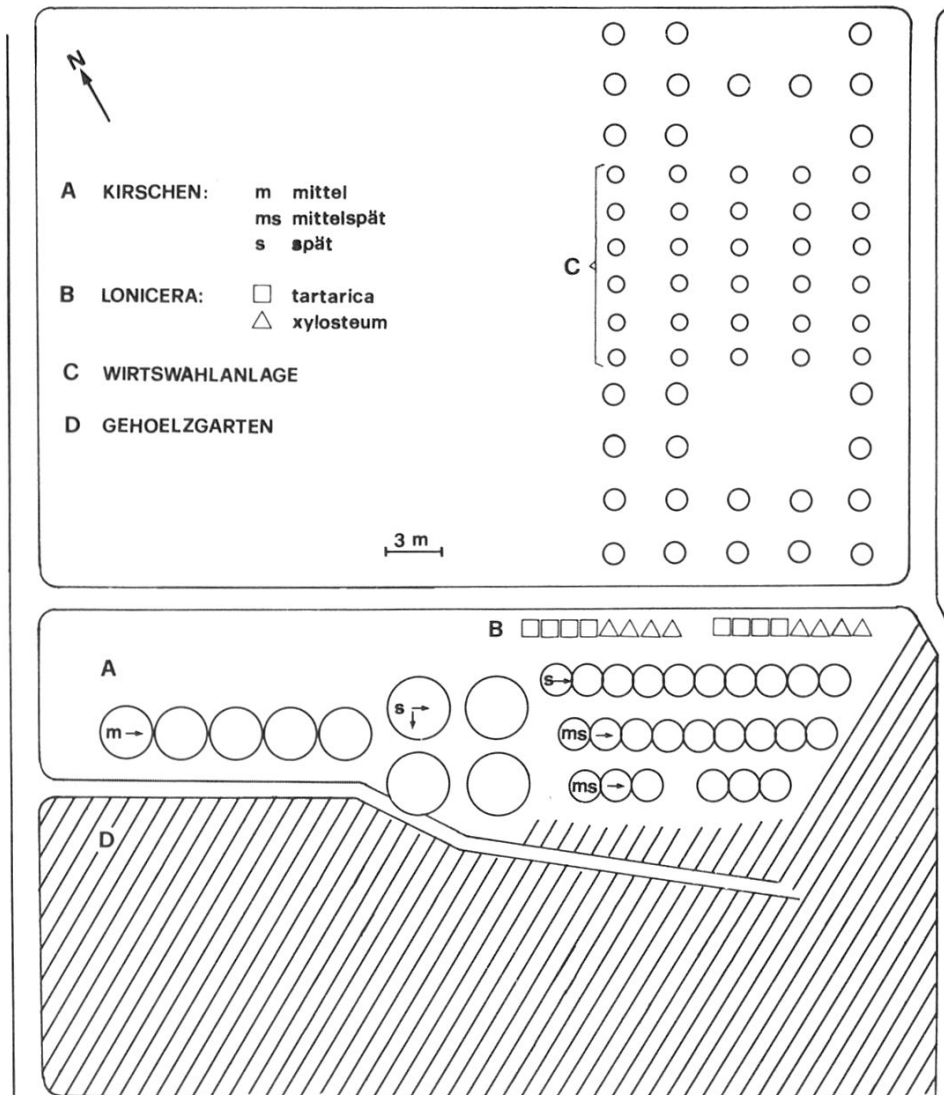 N
A KIRSCHEN: m mittel
ms mittelspät
s spät
B LONICERA: □ tartarica
△ xylosteum
C WIRTSWAHLANLAGE
D GEHOELZGARTEN
C
3 m
B
A
s
s
m
ms
ms
D